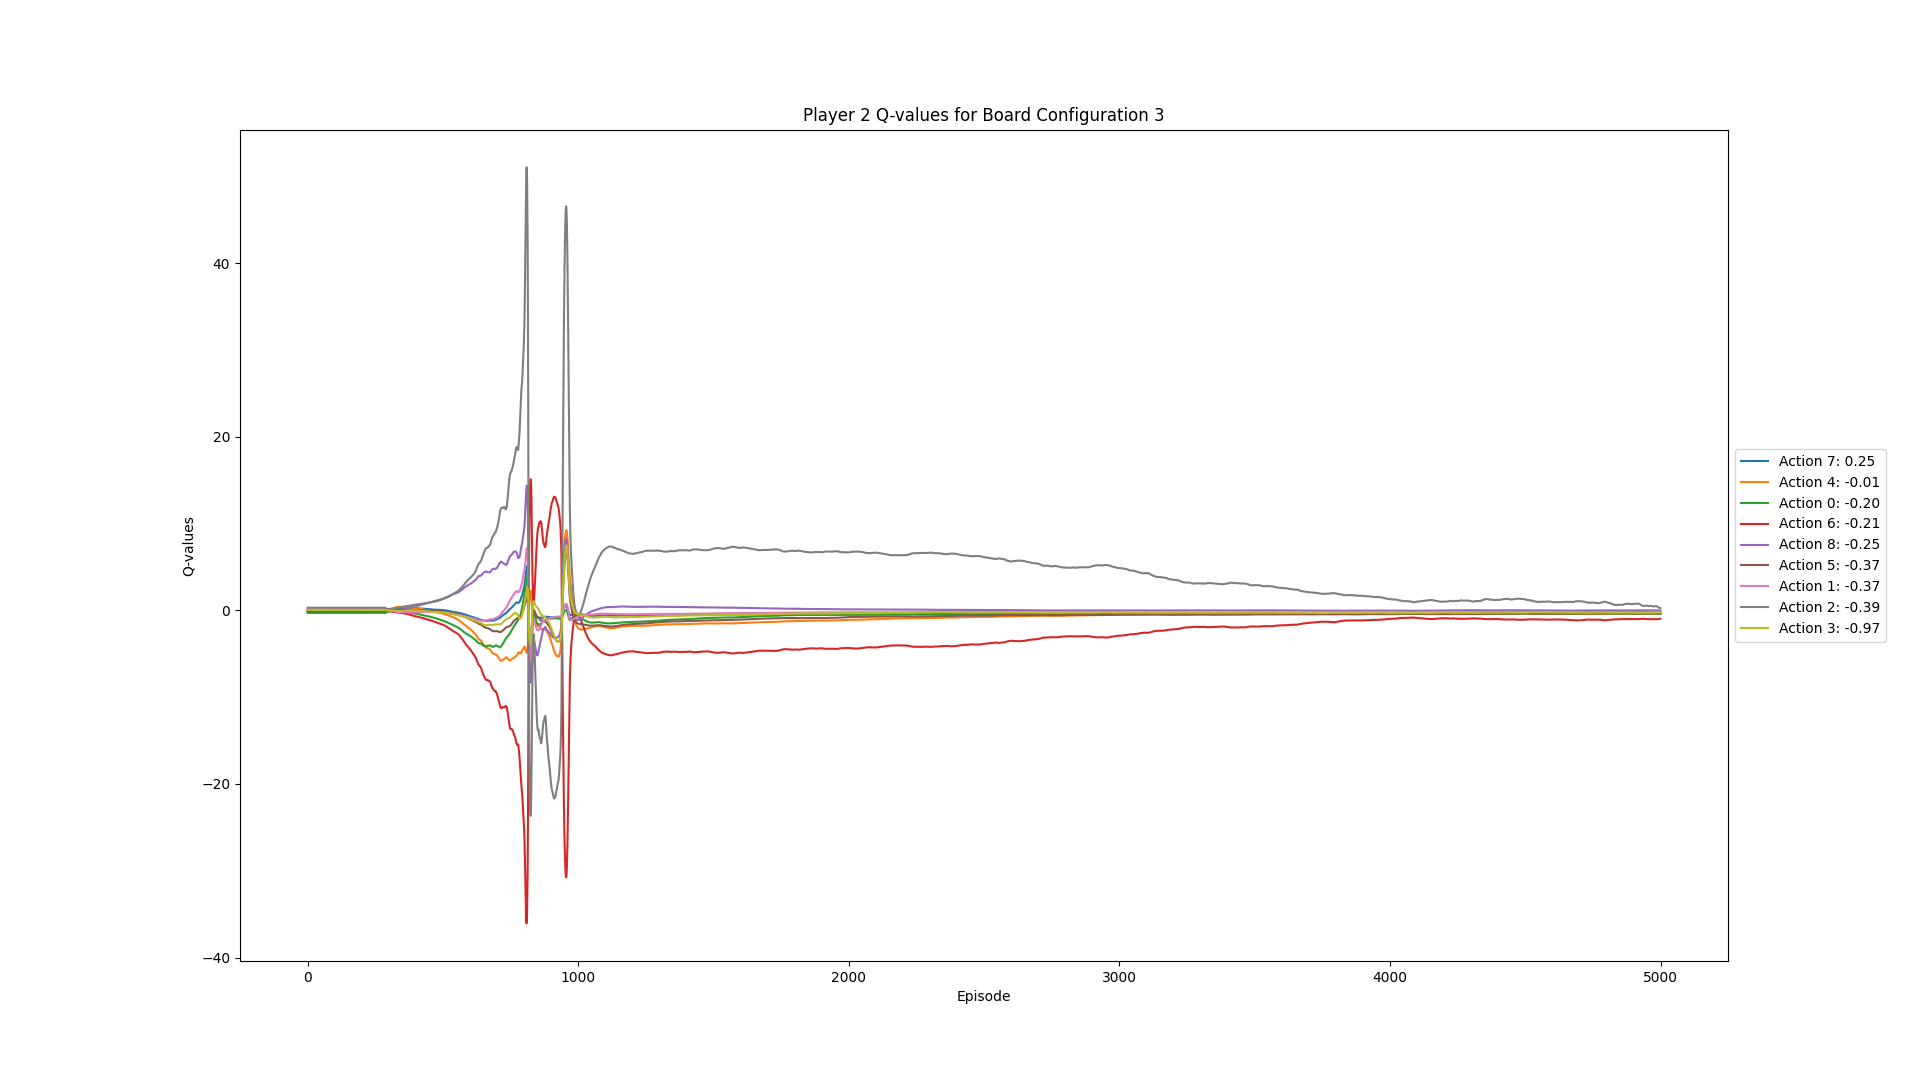 Player 2 Q-values for Board Configuration 3
Q-values
40
20
0
−20
−40
0
1000
2000
3000
4000
5000
Episode
Action 7: 0.25
Action 4: -0.01
Action 0: -0.20
Action 6: -0.21
Action 8: -0.25
Action 5: -0.37
Action 1: -0.37
Action 2: -0.39
Action 3: -0.97